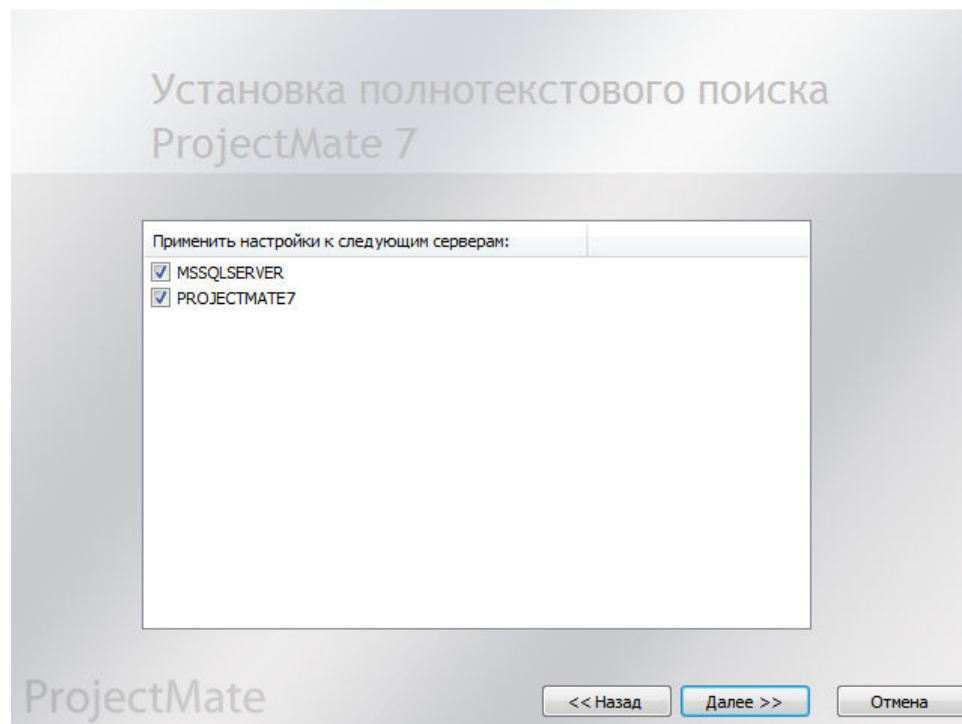 Установка полнотекстового поиска
ProjectMate 7
Применить настройки к следующим серверам:
MSSQLSERVER
PROJECTMATE7
ProjectMate
<< Назад
Далее >>
Отмена